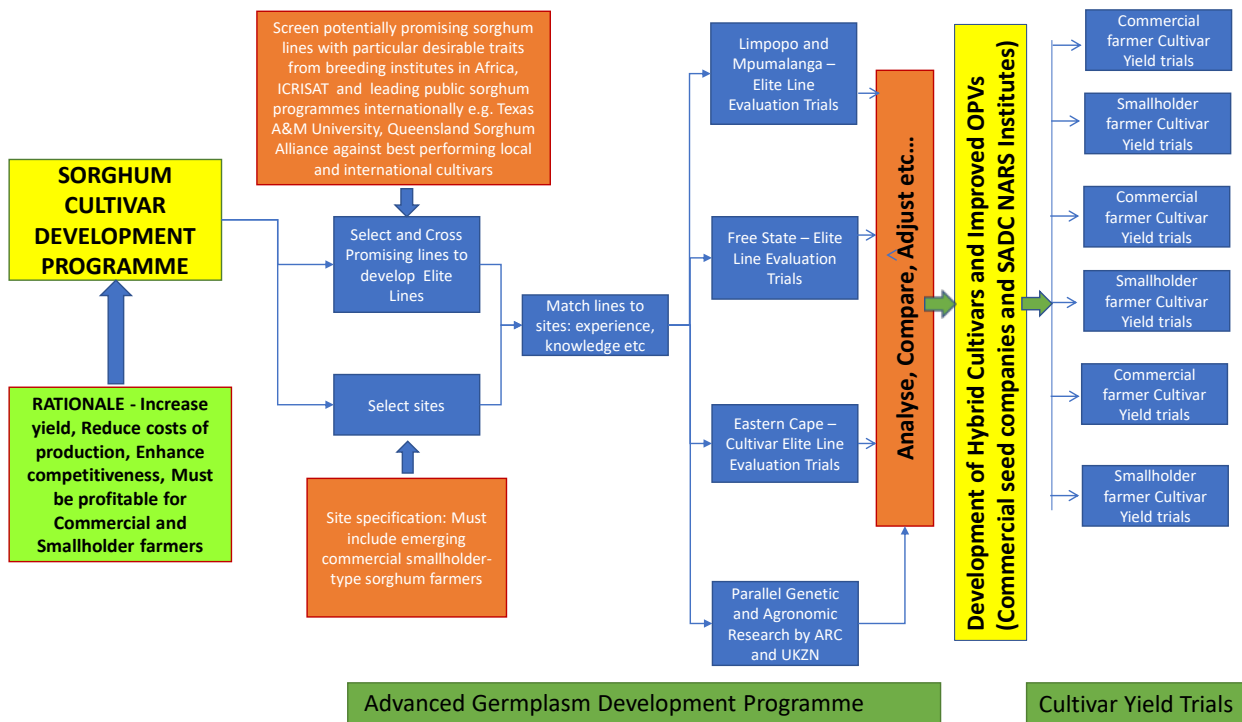 SORGHUM
CULTIVAR
DEVELOPMENT
PROGRAMME
RATIONALE - Increase
yield, Reduce costs of
production, Enhance
competitiveness, Must
be profitable for
Commercial and
Smallholder farmers
Screen potentially promising sorghum
lines with particular desirable traits
from breeding institutes in Africa,
ICRISAT and leading public sorghum
programmes internationally e.g. Texas
A&M University, Queensland Sorghum
Alliance against best performing local
and international cultivars
Select and Cross
Promising lines to
develop Elite
Lines
Select sites
Site specification: Must
include emerging
commercial smallholder-
type sorghum farmers
Match lines to
sites: experience,
knowledge etc
Limpopo and
Mpumalanga –
Elite Line
Evaluation Trials
Free State – Elite
Line Evaluation
Trials
Eastern Cape –
Cultivar Elite Line
Evaluation Trials
Parallel Genetic
and Agronomic
Research by ARC
and UKZN
Analyse, Compare, Adjust etc…
Development of Hybrid Cultivars and Improved OPVs
(Commercial seed companies and SADC NARS Institutes)
Commercial
farmer Cultivar
Yield trials
Smallholder
farmer Cultivar
Yield trials
Commercial
farmer Cultivar
Yield trials
Smallholder
farmer Cultivar
Yield trials
Commercial
farmer Cultivar
Yield trials
Smallholder
farmer Cultivar
Yield trials
Advanced Germplasm Development Programme
Cultivar Yield Trials